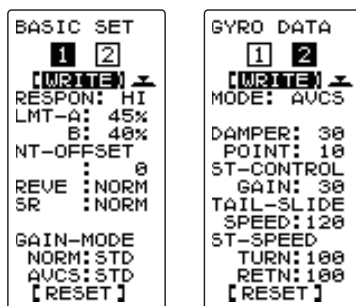 BASIC SET
1 2
[WRITE]
RESPON: HI
LMT-A: 45%
B: 40%
NT-OFFSET
: 0
REVE :NORM
SR :NORM
GAIN-MODE
NORM:STD
AVCS:STD
[RESET]
GYRO DATA
1 2
[WRITE]
MODE: AVCS
DAMPER: 30
POINT: 10
ST-CONTROL
GAIN: 30
TAIL-SLIDE
SPEED:120
ST-SPEED
TURN:100
RETN:100
[RESET]